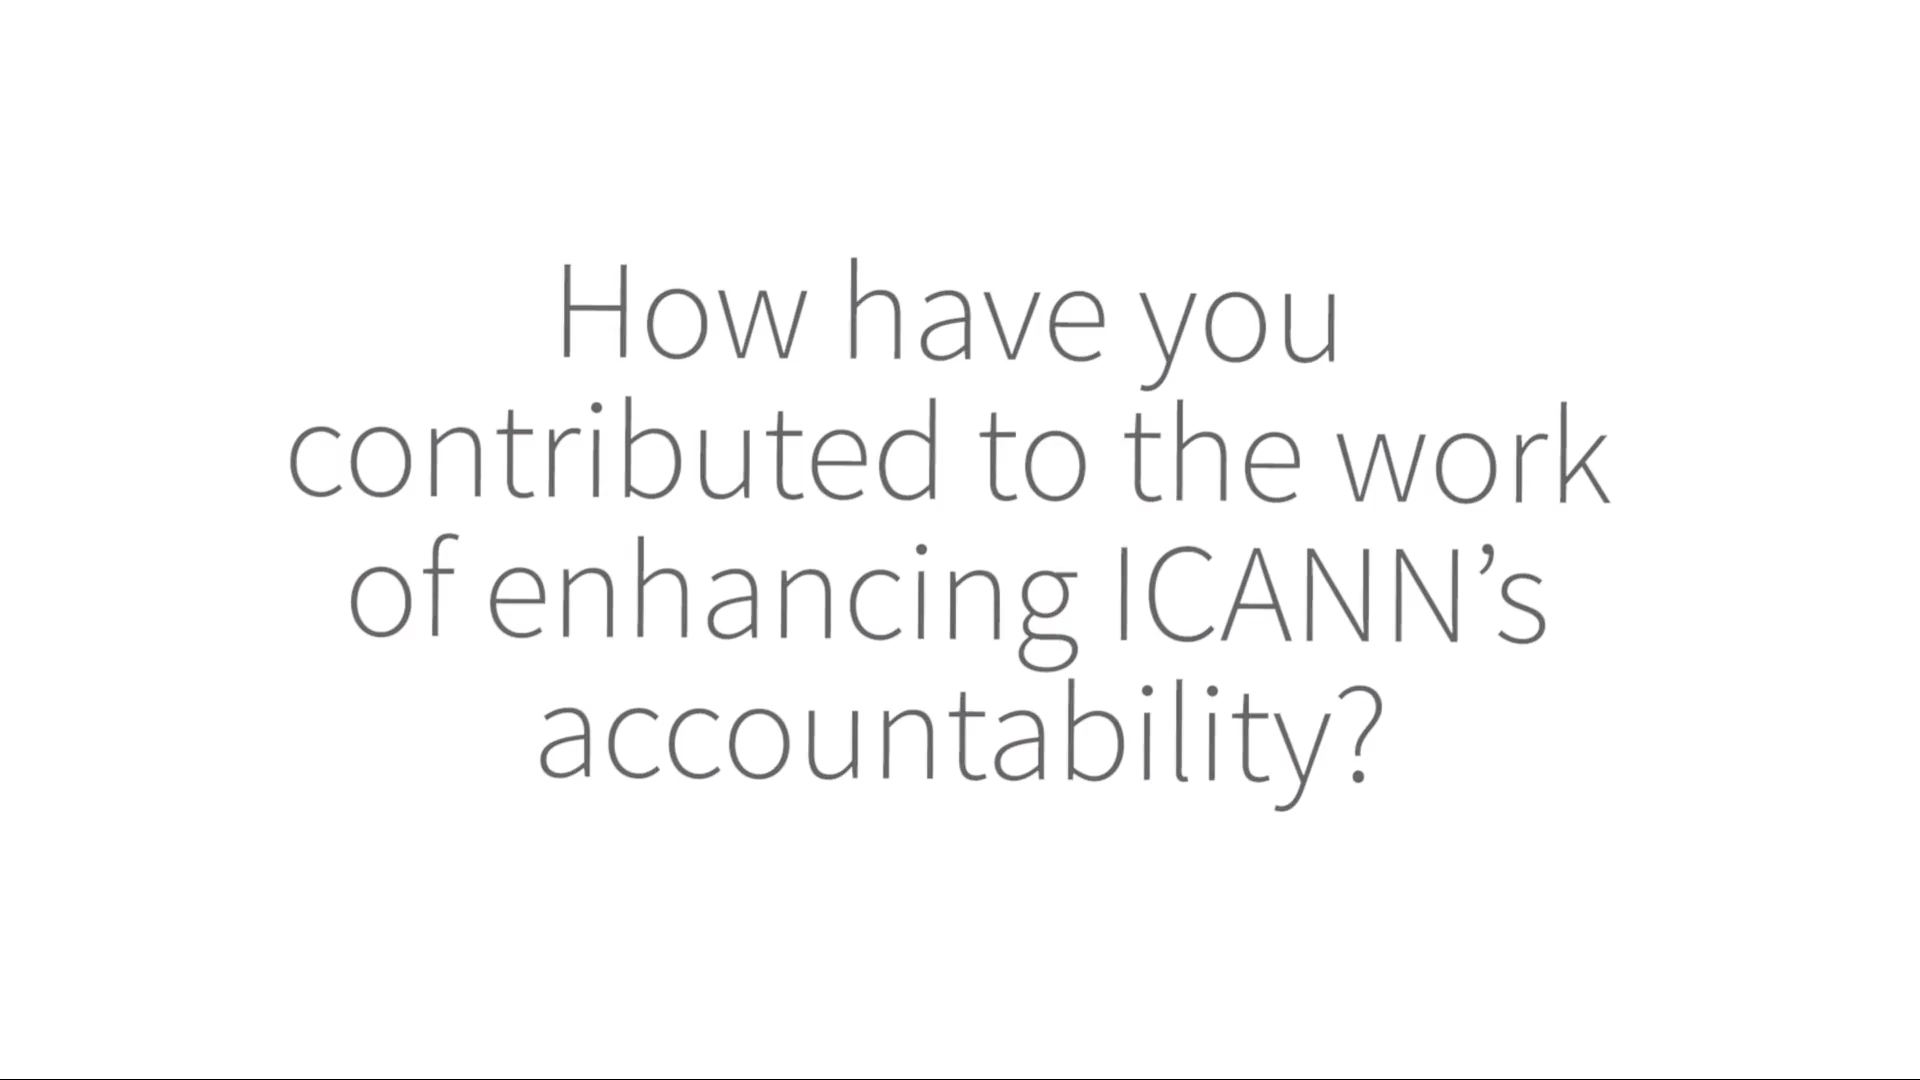 How have you
contributed to the work
of enhancing ICANN’s
accountability?